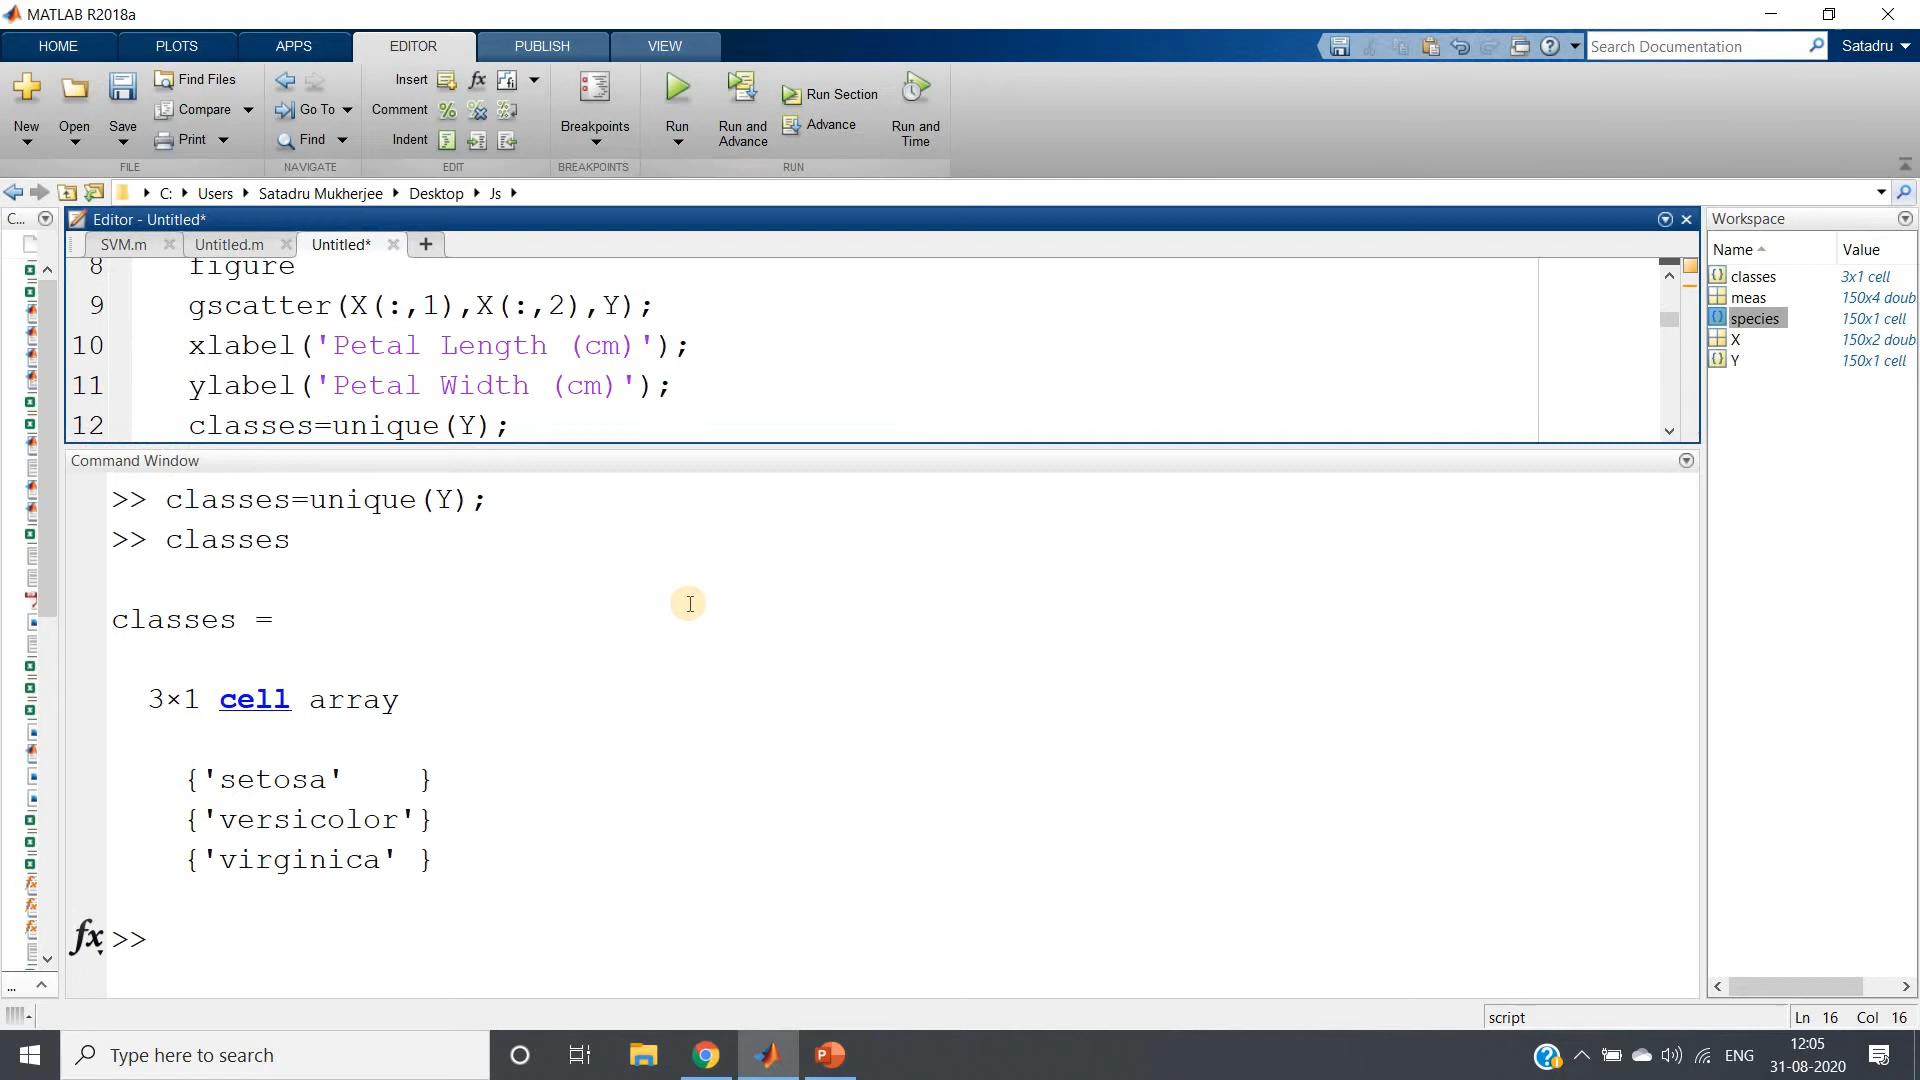 MATLAB R2018a
HOME PLOTS APPS EDITOR PUBLISH VIEW
Search Documentation
Satadru
New Open Save
Find Files
Compare
Print
FILE
Go To
Find
NAVIGATE
Insert
Comment
Indent
EDIT
Breakpoints
BREAKPOINTS
Run
Run and Advance
Run Section
Advance
Run and Time
RUN
C: Users Satadru Mukherjee Desktop Js
C...
Editor - Untitled*
SVM.m Untitled.m Untitled*
8 figure
9 gscatter(X(:,1),X(:,2),Y);
10 xlabel('Petal Length (cm)');
11 ylabel('Petal Width (cm)');
12 classes=unique(Y);
Command Window
>> classes=unique(Y);
>> classes
classes =
3×1 cell array
{'setosa'    }
{'versicolor'}
{'virginica' }
fx >>
Workspace
Name Value
classes 3x1 cell
meas 150x4 doub
species 150x1 cell
X 150x2 doub
Y 150x1 cell
...
script
Ln 16 Col 16
Type here to search
ENG
12:05
31-08-2020